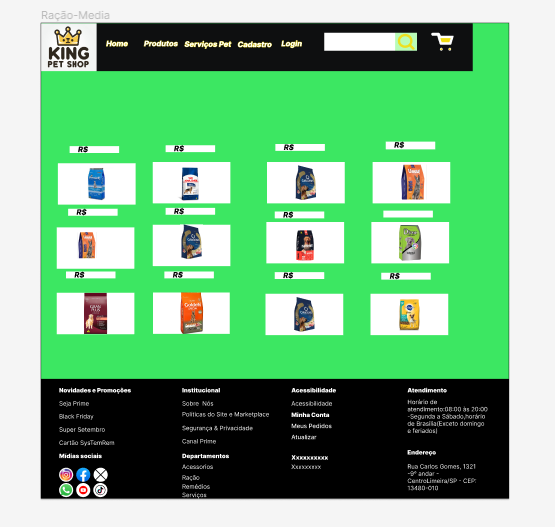 Ração-Media
KING
PET SHOP
Home Produtos Serviços Pet Cadastro Login
R$ R$ R$ R$
R$ R$ R$
R$ R$ R$ R$
GRAN PLUS
Novidades e Promoções
Seja Prime
Black Friday
Super Setembro
Cartão SysTemRem
Mídias sociais
Institucional
Sobre Nós
Políticas do Site e Marketplace
Segurança & Privacidade
Canal Prime
Departamentos
Acessorios
Ração
Remédios
Serviços
Acessibilidade
Acessibilidade
Minha Conta
Meus Pedidos
Atualizar
Xxxxxxxxxx
Xxxxxxxxx
Atendimento
Horário de
atendimento:08:00 às 20:00
-Segunda a Sábado,horário
de Brasília(Exceto domingo
e feriados)
Endereço
Rua Carlos Gomes, 1321
-9° andar -
CentroLimeira/SP - CEP:
13480-010